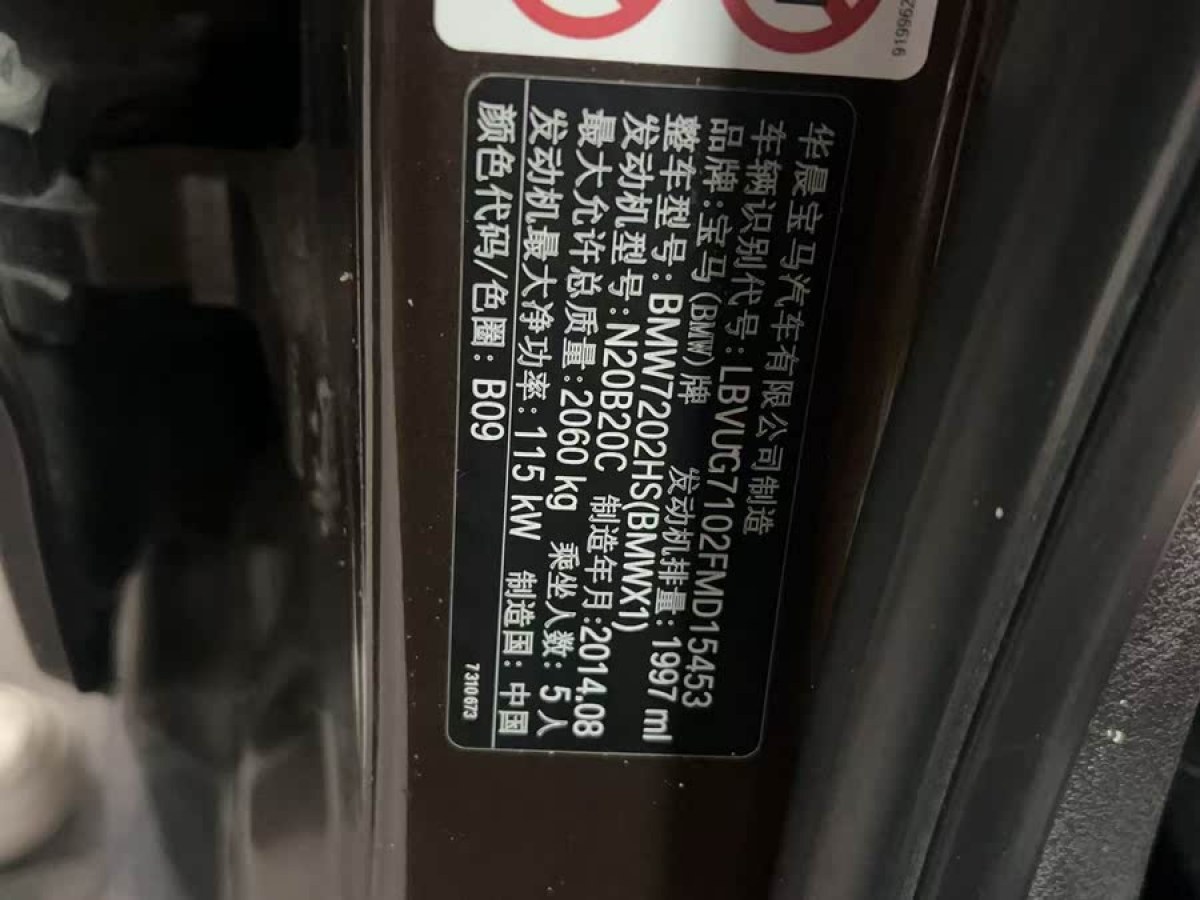 6199629
华晨宝马汽车有限公司制造
车辆识别代号:LBVUG7102FMD15453
品牌:宝马(BMW)牌 发动机排量:1997 ml
整车型号:BMW7202HS(BMWX1)
发动机型号:N20B20C 制造年月:2014.08
最大允许总质量:2060 kg 乘坐人数:5人
发动机最大净功率:115 kW 制造国:中国
颜色代码/色圈:B09
7310673